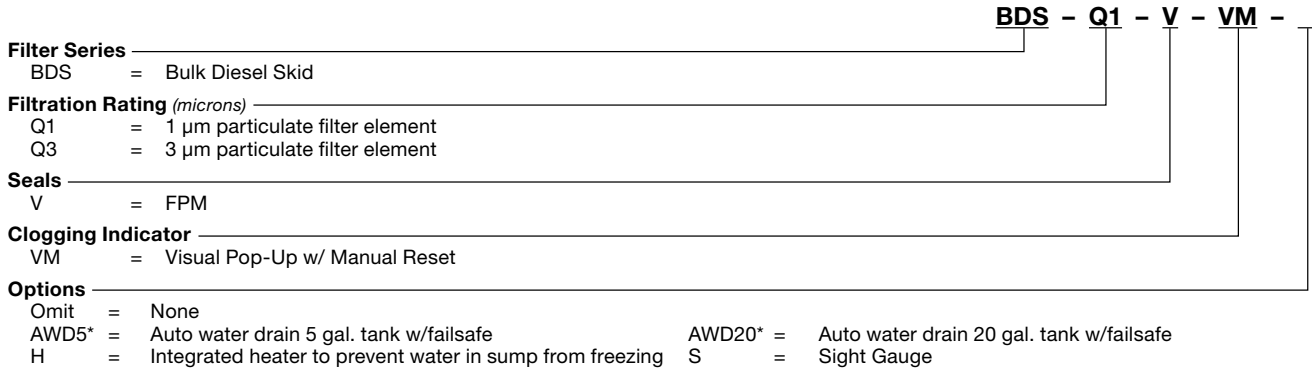 BDS – Q1 – V – VM – _
Filter Series
BDS = Bulk Diesel Skid
Filtration Rating (microns)
Q1 = 1 µm particulate filter element
Q3 = 3 µm particulate filter element
Seals
V = FPM
Clogging Indicator
VM = Visual Pop-Up w/ Manual Reset
Options
Omit = None
AWD5* = Auto water drain 5 gal. tank w/failsafe AWD20* = Auto water drain 20 gal. tank w/failsafe
H = Integrated heater to prevent water in sump from freezing S = Sight Gauge